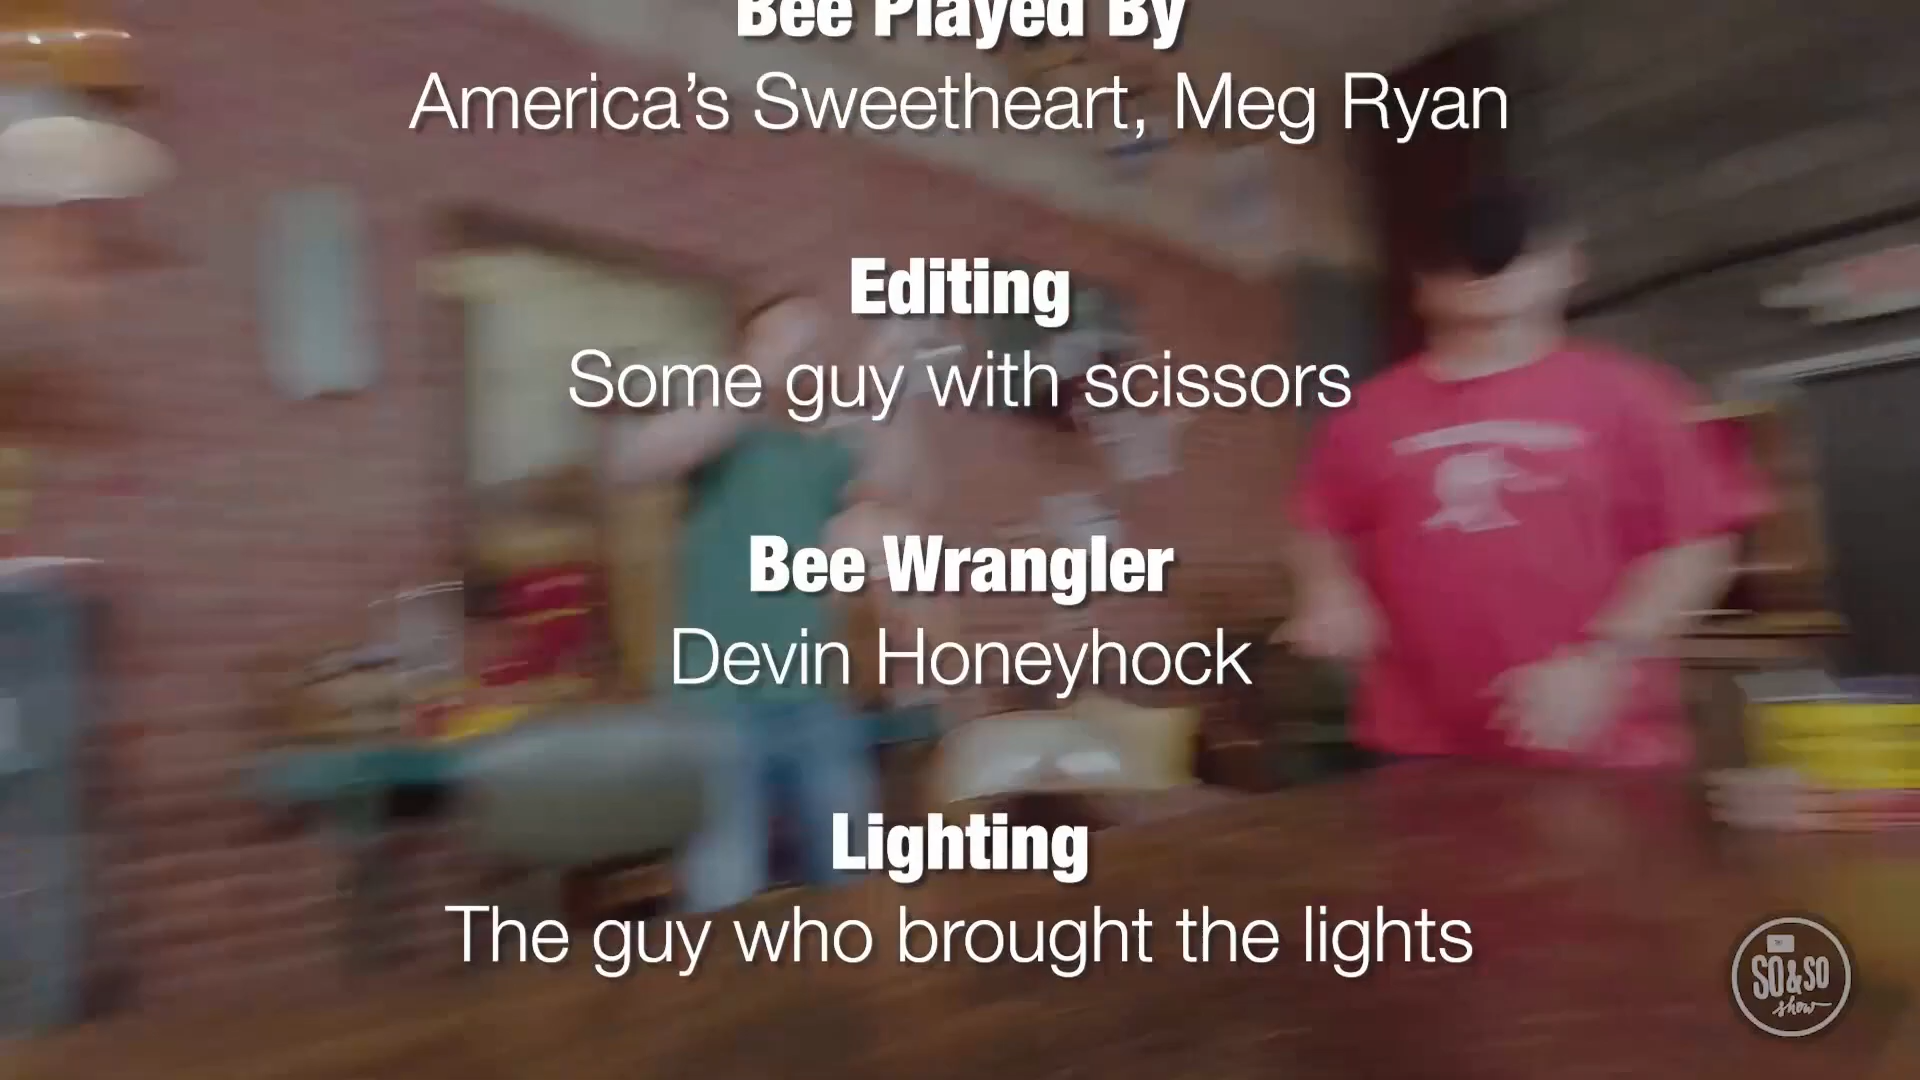 Bee Played By
America's Sweetheart, Meg Ryan
Editing
Some guy with scissors
Bee Wrangler
Devin Honeyhock
Lighting
The guy who brought the lights
SO & SO
show